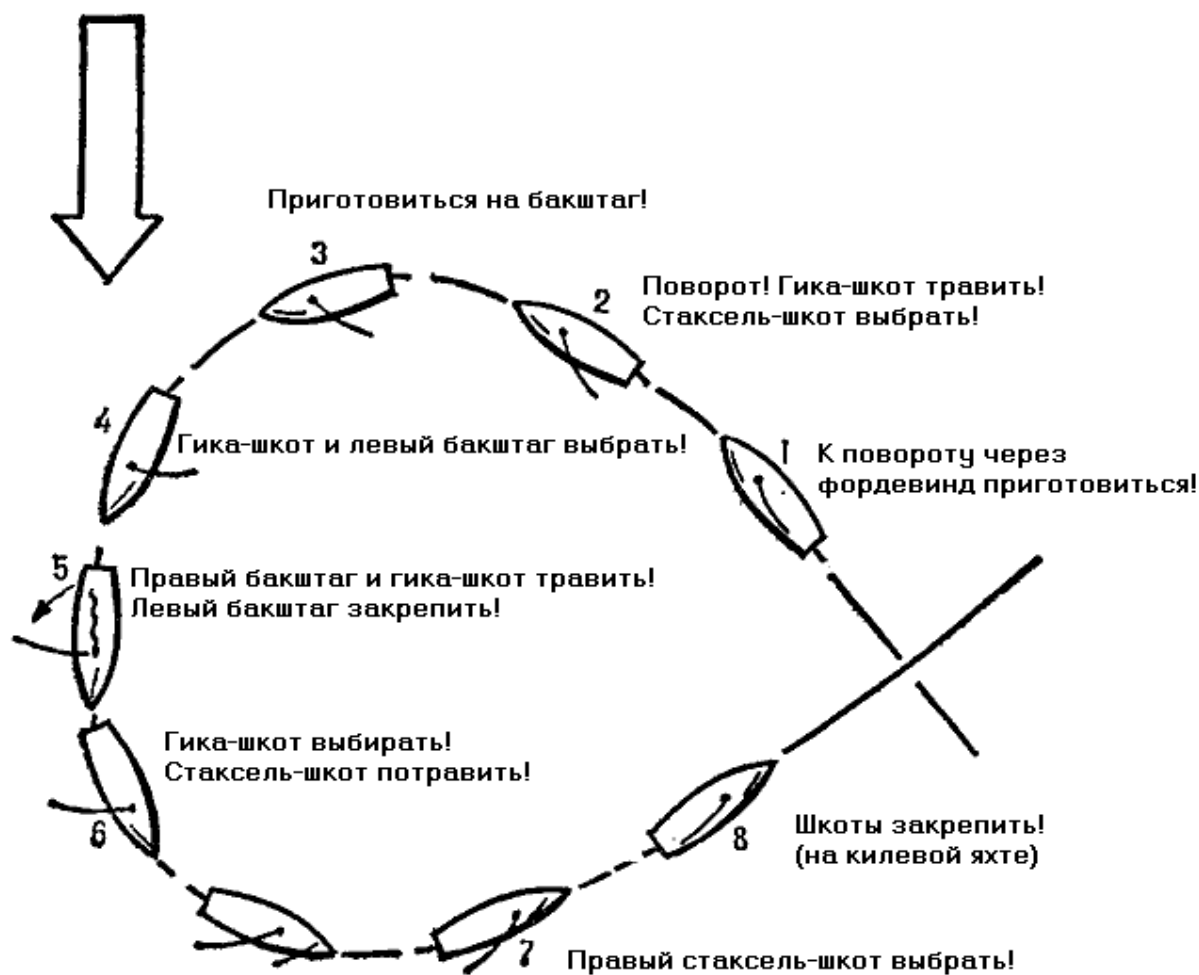 Приготовиться на бакштаг!
3
2
Поворот! Гика-шкот травить!
Стаксель-шкот выбрать!
4
Гика-шкот и левый бакштаг выбрать!
1
К повороту через
фордевинд приготовиться!
5
Правый бакштаг и гика-шкот травить!
Левый бакштаг закрепить!
Гика-шкот выбирать!
Стаксель-шкот потравить!
6
8
Шкоты закрепить!
(на килевой яхте)
7
Правый стаксель-шкот выбрать!